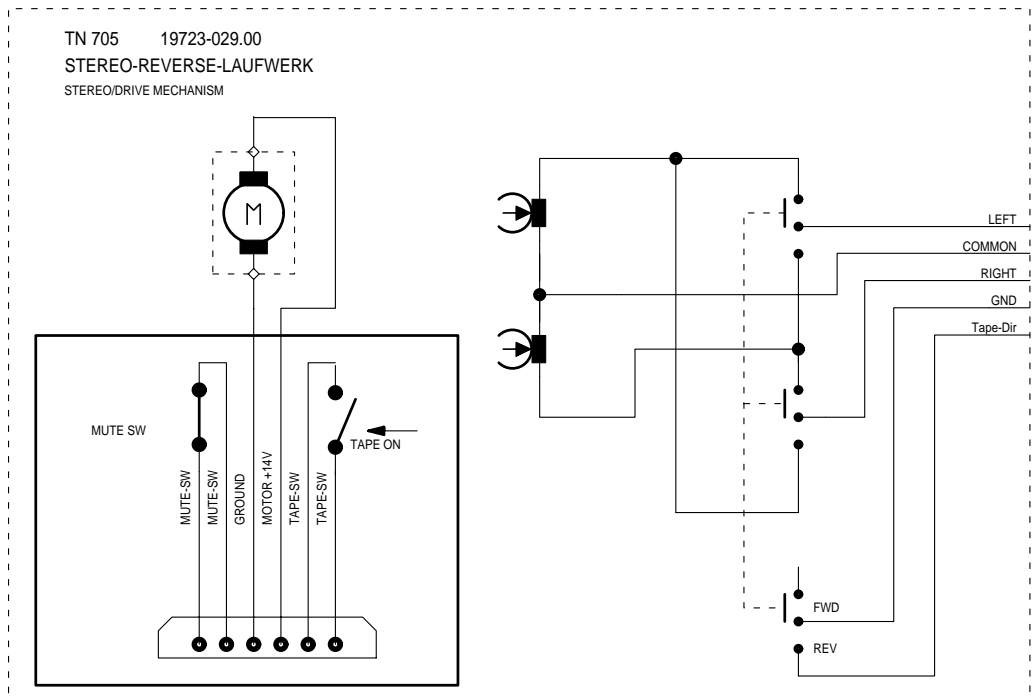 TN 705 19723-029.00
STEREO-REVERSE-LAUFWERK
STEREO/DRIVE MECHANISM
M
LEFT
COMMON
RIGHT
GND
Tape-Dir
MUTE SW
TAPE ON
MUTE-SW
MUTE-SW
GROUND
MOTOR +14V
TAPE-SW
TAPE-SW
FWD
REV